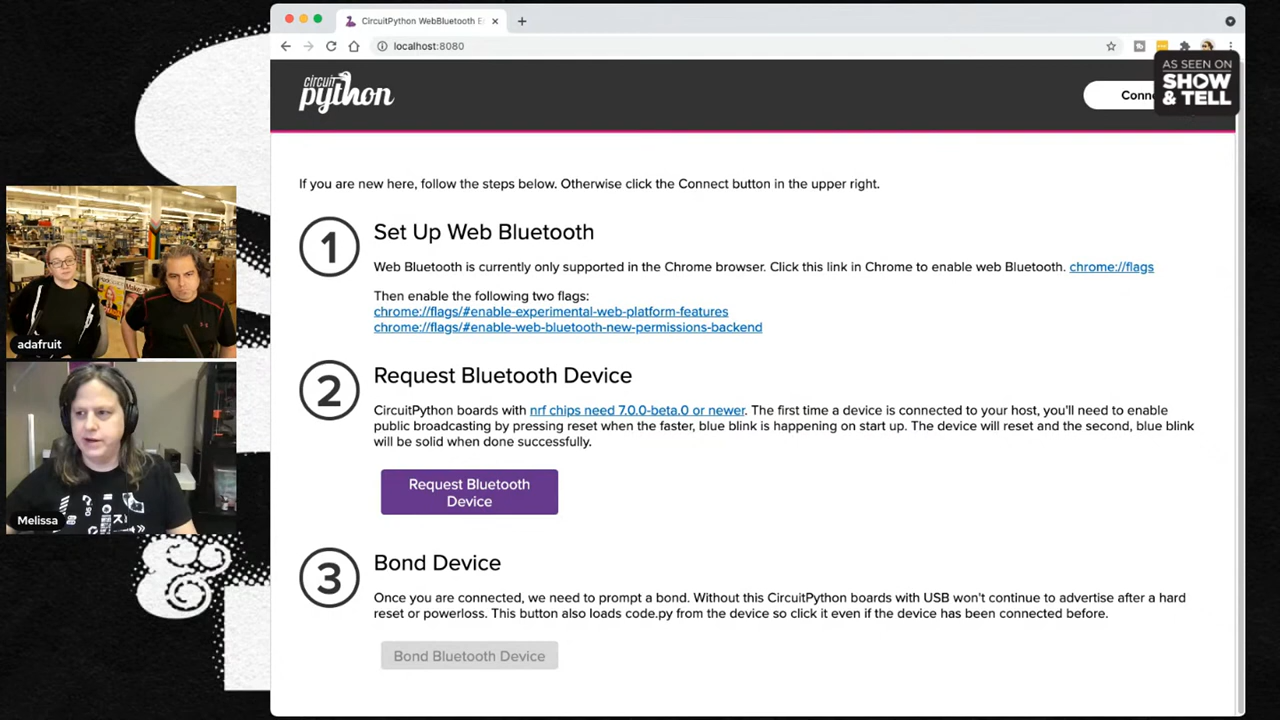 CircuitPython WebBluetooth E
localhost:8080
circuit
python
Conne
AS SEEN ON
SHOW
& TELL
If you are new here, follow the steps below. Otherwise click the Connect button in the upper right.
1
Set Up Web Bluetooth
Web Bluetooth is currently only supported in the Chrome browser. Click this link in Chrome to enable web Bluetooth. chrome://flags
Then enable the following two flags:
chrome://flags/#enable-experimental-web-platform-features
chrome://flags/#enable-web-bluetooth-new-permissions-backend
2
Request Bluetooth Device
CircuitPython boards with nrf chips need 7.0.0-beta.0 or newer. The first time a device is connected to your host, you'll need to enable
public broadcasting by pressing reset when the faster, blue blink is happening on start up. The device will reset and the second, blue blink
will be solid when done successfully.
Request Bluetooth
Device
3
Bond Device
Once you are connected, we need to prompt a bond. Without this CircuitPython boards with USB won't continue to advertise after a hard
reset or powerloss. This button also loads code.py from the device so click it even if the device has been connected before.
Bond Bluetooth Device
adafruit
Melissa
&